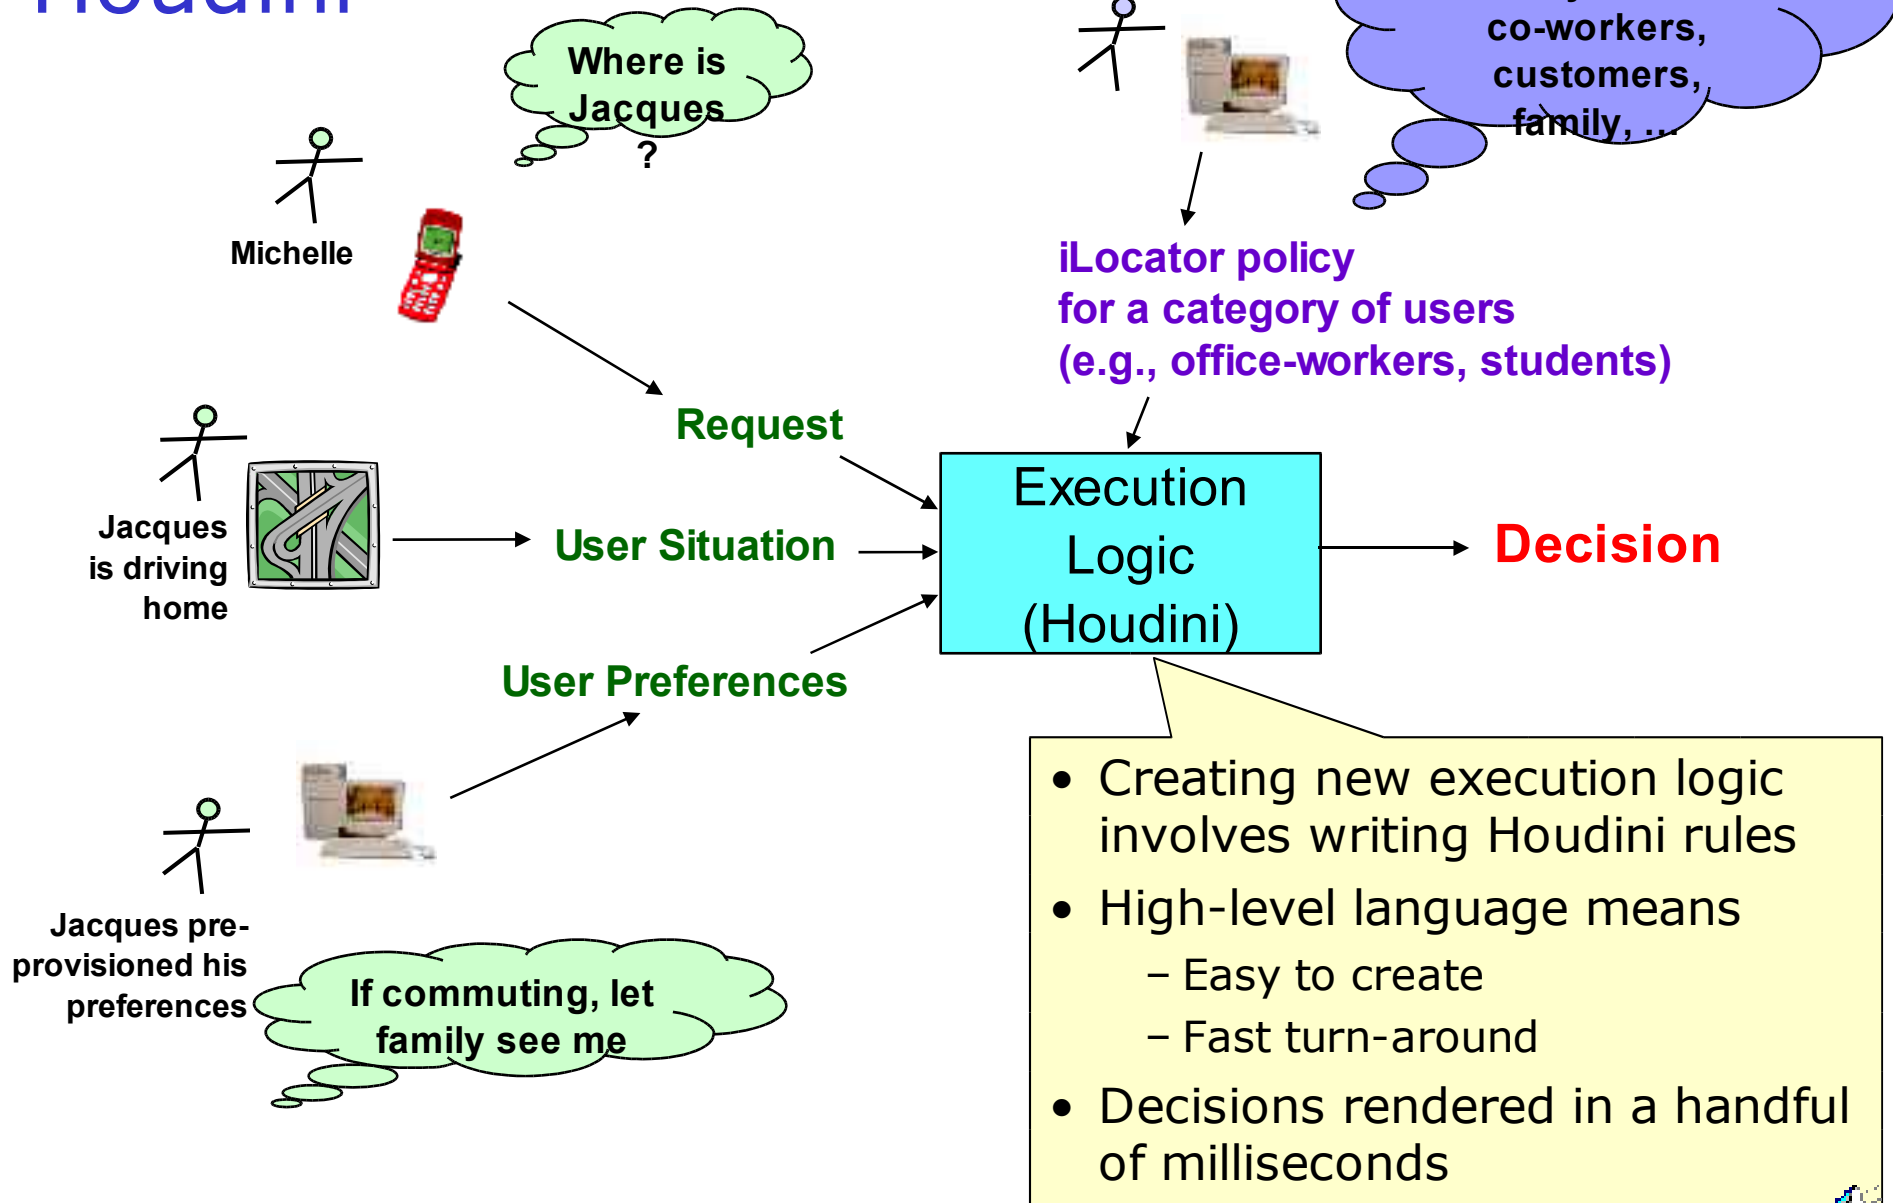 Houdini
Where is
Jacques
?
co-workers,
customers,
family, ...
Michelle
iLocator policy
for a category of users
(e.g., office-workers, students)
Request
Jacques
is driving
home
User Situation
Execution
Logic
(Houdini)
Decision
User Preferences
Jacques pre-
provisioned his
preferences
If commuting, let
family see me
• Creating new execution logic
involves writing Houdini rules
• High-level language means
– Easy to create
– Fast turn-around
• Decisions rendered in a handful
of milliseconds